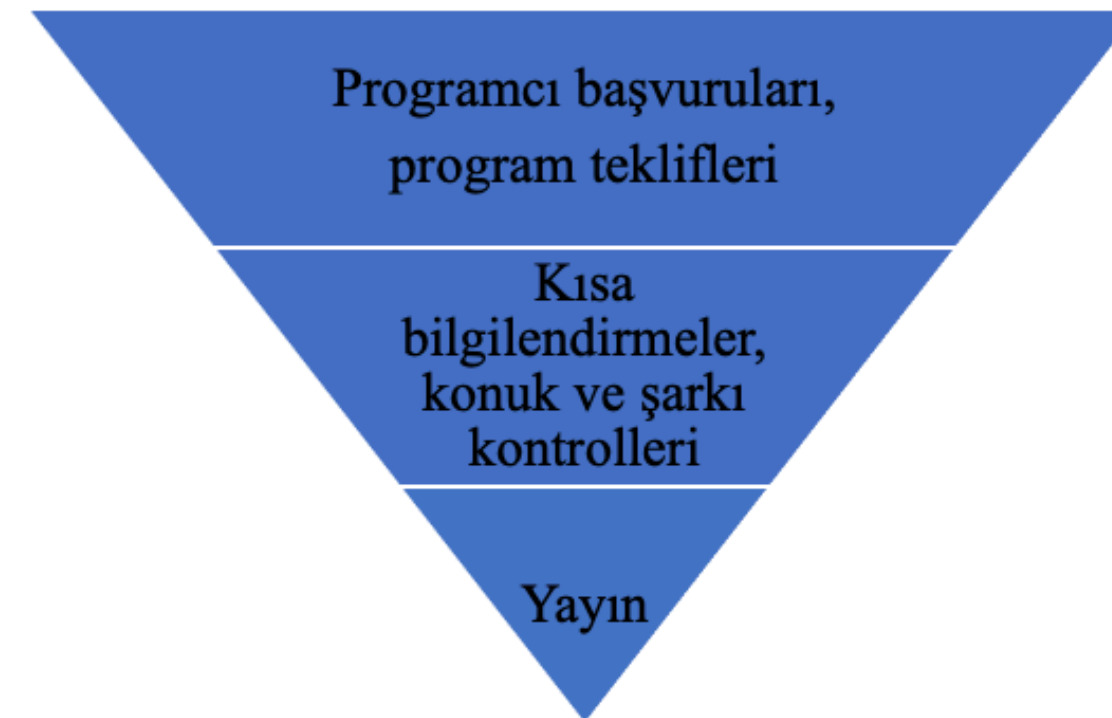 Programcı başvuruları,
program teklifleri
Kısa
bilgilendirmeler,
konuk ve şarkı
kontrolleri
Yayın